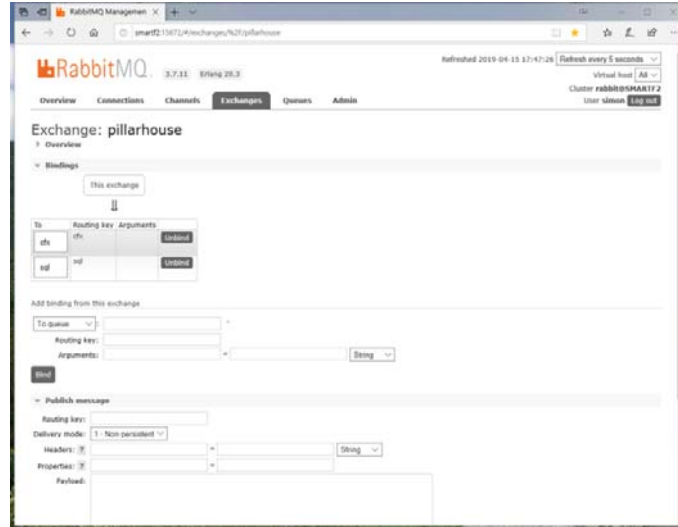 RabbitMQ Managemen
smartf2:15672/#/exchanges/%2F/pillarhouse
Refreshed 2019-04-15 17:47:26 Refresh every 5 seconds
RabbitMQ. 3.7.11 Erlang 20.3
Virtual host All
Cluster rabbit@SMARTF2
User simon Log out
Overview Connections Channels Exchanges Queues Admin
Exchange: pillarhouse
Overview
Bindings
This exchange
⇓
To Routing key Arguments
cfx cfx Unbind
sql sql Unbind
Add binding from this exchange
To queue :
Routing key:
Arguments: = String
Bind
Publish message
Routing key:
Delivery mode: 1 - Non-persistent
Headers: ? = String
Properties: ? =
Payload: